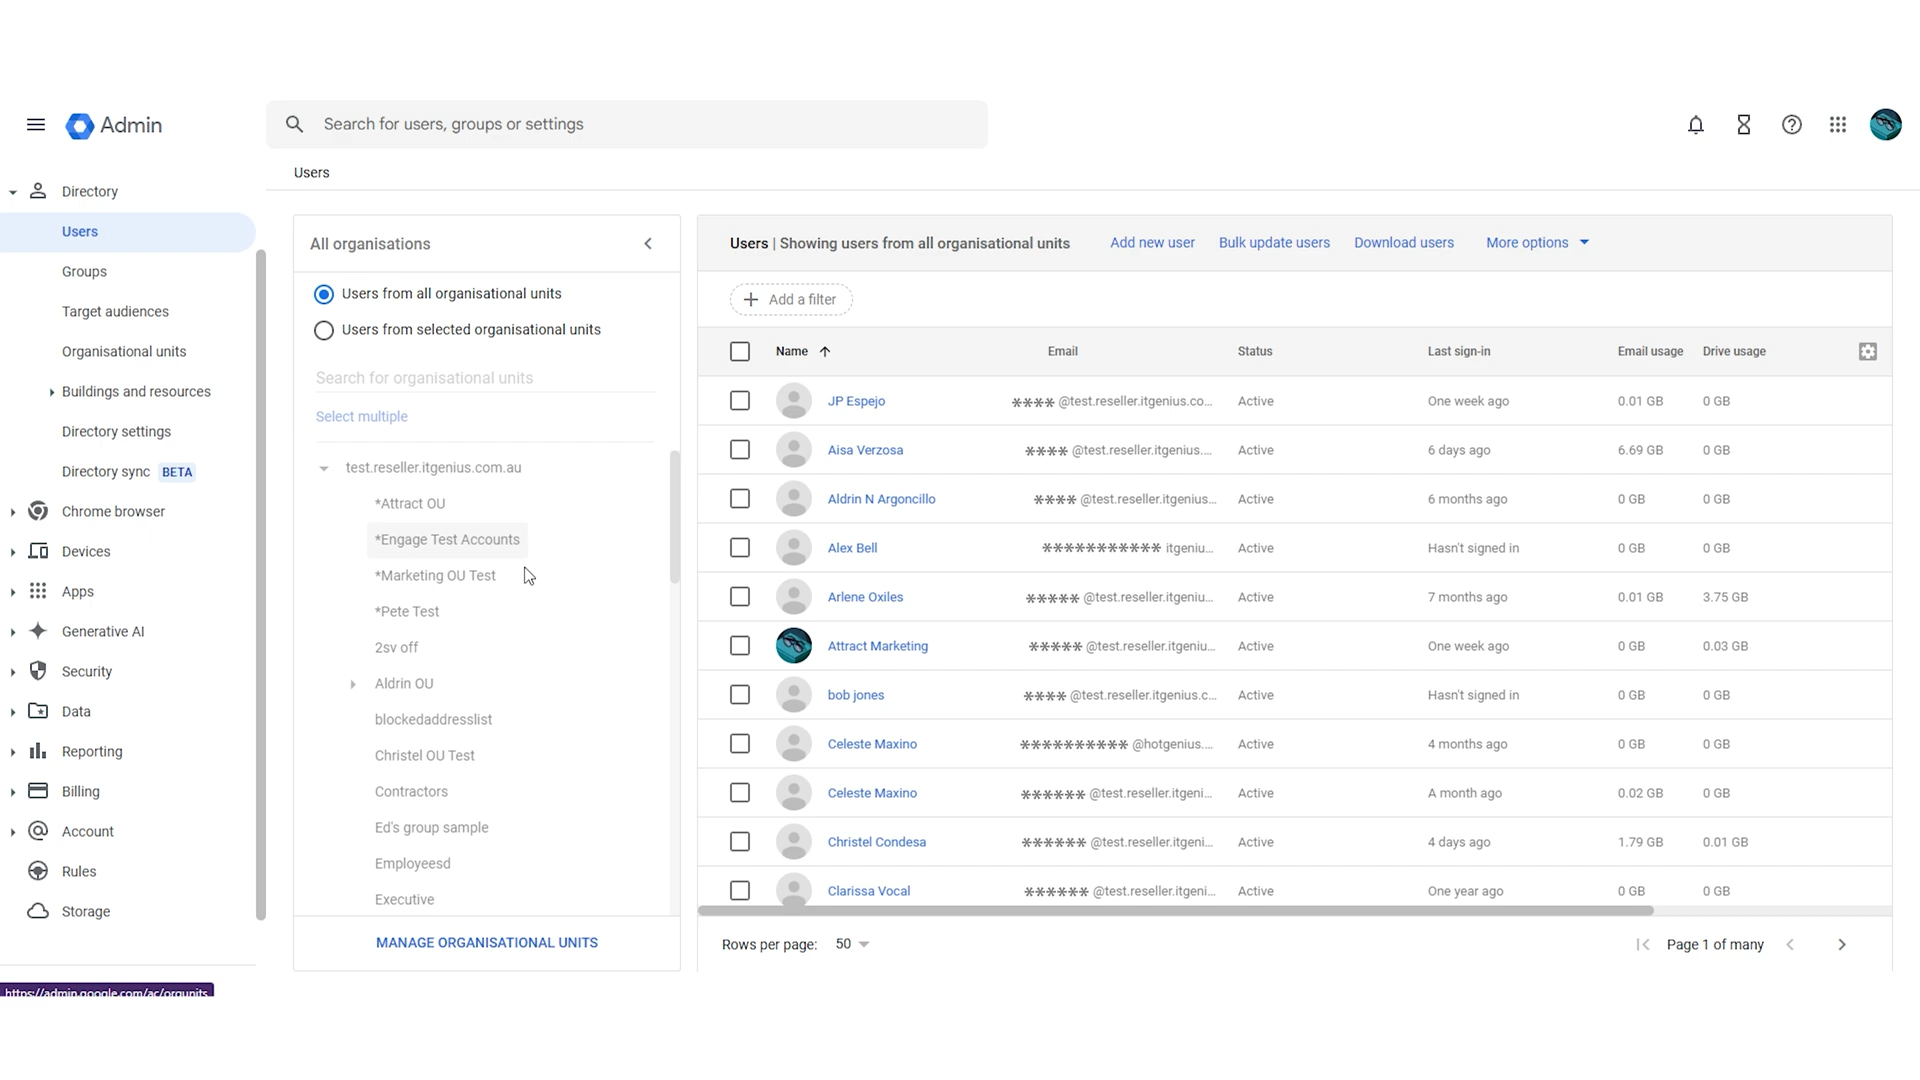 Admin
Search for users, groups or settings
Users
Directory
Users
Groups
Target audiences
Organisational units
Buildings and resources
Directory settings
Directory sync BETA
Chrome browser
Devices
Apps
Generative AI
Security
Data
Reporting
Billing
Account
Rules
Storage
https://admin.google.com/ac/orgunits
All organisations
Users from all organisational units
Users from selected organisational units
Search for organisational units
Select multiple
test.reseller.itgenius.com.au
*Attract OU
*Engage Test Accounts
*Marketing OU Test
*Pete Test
2sv off
Aldrin OU
blockedaddresslist
Christel OU Test
Contractors
Ed's group sample
Employeesd
Executive
MANAGE ORGANISATIONAL UNITS
Users | Showing users from all organisational units Add new user Bulk update users Download users More options
Add a filter
Name Email Status Last sign-in Email usage Drive usage
JP Espejo **** @test.reseller.itgenius.co... Active One week ago 0.01 GB 0 GB
Aisa Verzosa **** @test.reseller.itgenius.... Active 6 days ago 6.69 GB 0 GB
Aldrin N Argoncillo **** @test.reseller.itgenius... Active 6 months ago 0 GB 0 GB
Alex Bell *********** itgeniu... Active Hasn't signed in 0 GB 0 GB
Arlene Oxiles ***** @test.reseller.itgenius... Active 7 months ago 0.01 GB 3.75 GB
Attract Marketing ***** @test.reseller.itgeniu... Active One week ago 0 GB 0.03 GB
bob jones **** @test.reseller.itgenius.c... Active Hasn't signed in 0 GB 0 GB
Celeste Maxino ********** @hotgenius.... Active 4 months ago 0 GB 0 GB
Celeste Maxino ****** @test.reseller.itgeni... Active A month ago 0.02 GB 0 GB
Christel Condesa ****** @test.reseller.itgeni... Active 4 days ago 1.79 GB 0.01 GB
Clarissa Vocal ****** @test.reseller.itgeni... Active One year ago 0 GB 0 GB
Rows per page: 50 Page 1 of many